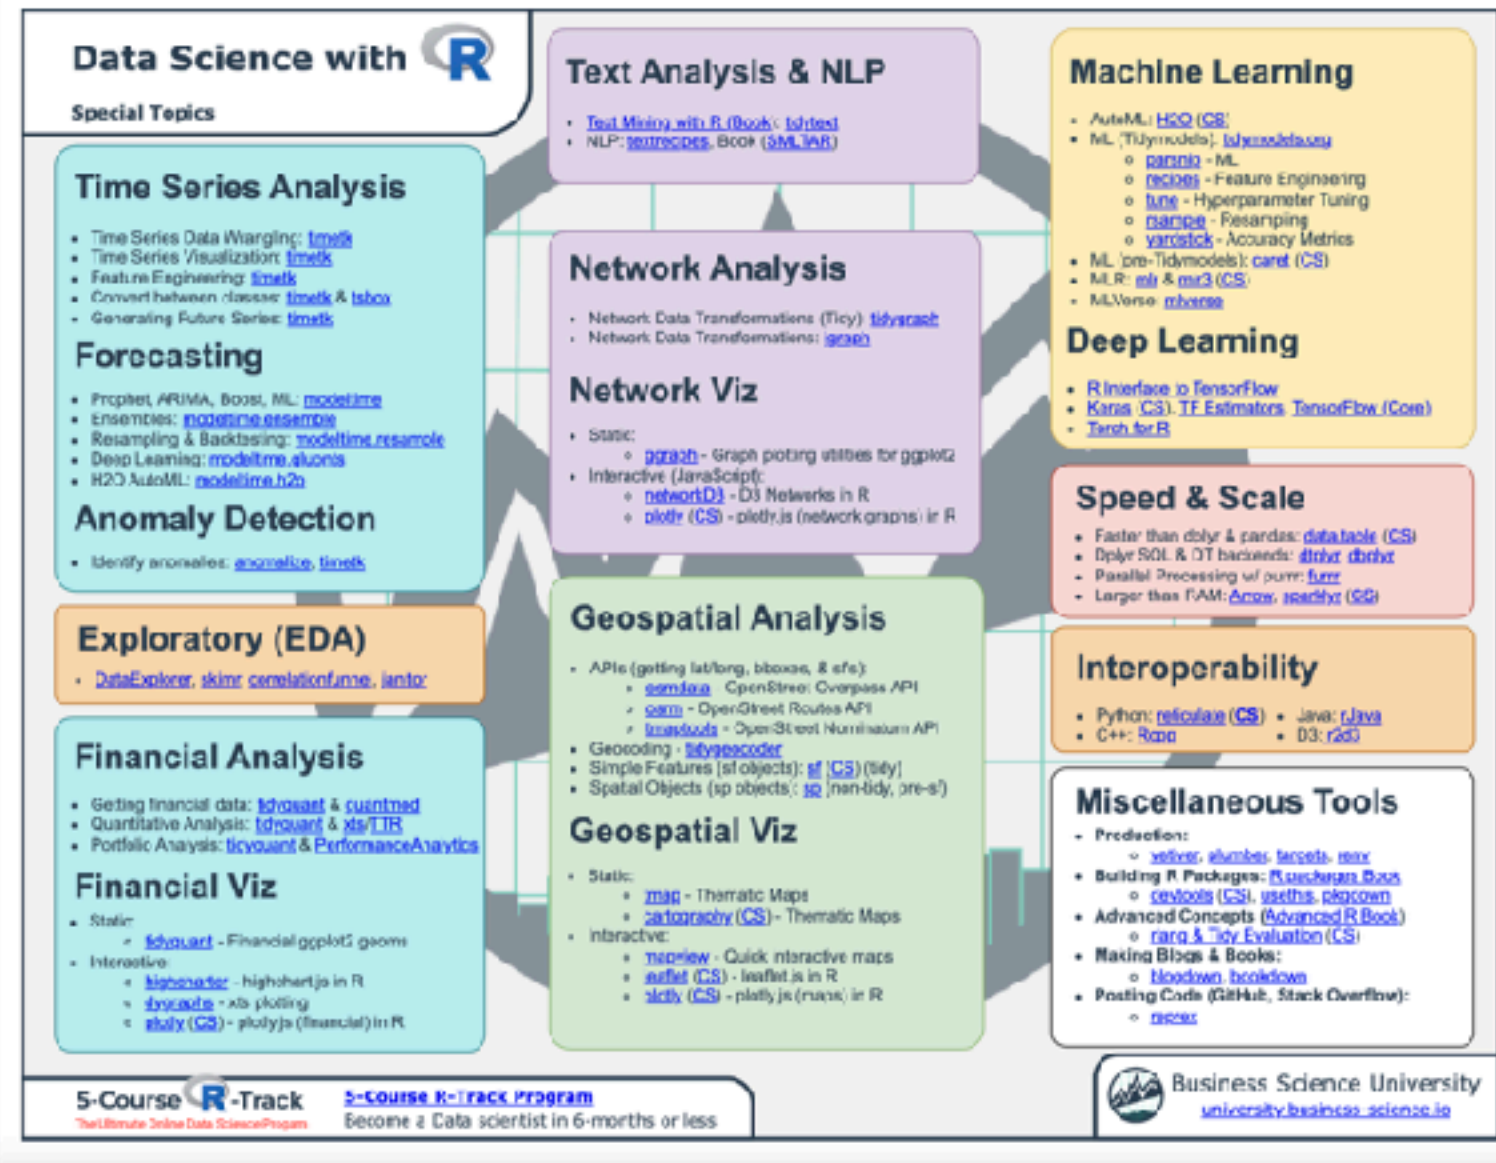 Data Science with R
Special Topics
Time Series Analysis
• Time Series Data Wrangling: timetk
• Time Series Visualization: timetk
• Feature Engineering: timetk
• Convert between classes: timetk & tsbox
• Generating Future Series: timetk
Forecasting
• Prophet, ARIMA, Boost, ML: modeltime
• Ensembles: modeltime.ensemble
• Resampling & Backtesting: modeltime.resample
• Deep Learning: modeltime.gluonts
• H2O AutoML: modeltime.h2o
Anomaly Detection
• Identify anomalies: anomalize, timetk
Exploratory (EDA)
• DataExplorer, skimr, correlationfunnel, janitor
Financial Analysis
• Getting financial data: tidyquant & quantmod
• Quantitative Analysis: tidyquant & xts/TTR
• Portfolio Analysis: tidyquant & PerformanceAnalytics
Financial Viz
• Static:
○ tidyquant - Financial ggplot2 geoms
• Interactive:
○ highcharter - highchart.js in R
○ dygraphs - xts plotting
○ plotly (CS) - plotly.js (financial) in R
Text Analysis & NLP
• Text Mining with R (Book): tidytext
• NLP: textrecipes, Book (SMLTAR)
Network Analysis
• Network Data Transformations (Tidy): tidygraph
• Network Data Transformations: igraph
Network Viz
• Static:
○ ggraph - Graph plotting utilities for ggplot2
• Interactive (JavaScript):
○ networkD3 - D3 Networks in R
○ plotly (CS) - plotly.js (network graphs) in R
Geospatial Analysis
• APIs (getting lat/long, bboxes, & sfs):
○ osmdata - OpenStreet Overpass API
○ osrm - OpenStreet Routes API
○ tmaptools - OpenStreet Nominatum API
• Geocoding - tidygeocoder
• Simple Features (sf objects): sf (CS) (tidy)
• Spatial Objects (sp objects): sp (non-tidy, pre-sf)
Geospatial Viz
• Static:
○ tmap - Thematic Maps
○ cartography (CS) - Thematic Maps
• Interactive:
○ mapview - Quick interactive maps
○ leaflet (CS) - leaflet.js in R
○ plotly (CS) - plotly.js (maps) in R
Machine Learning
• AutoML: H2O (CS)
• ML (Tidymodels): tidymodels.org
○ parsnip - ML
○ recipes - Feature Engineering
○ tune - Hyperparameter Tuning
○ rsample - Resampling
○ yardstick - Accuracy Metrics
• ML (pre-Tidymodels): caret (CS)
• MLR: mlr & mlr3 (CS)
• MLVerse: mlverse
Deep Learning
• R Interface to TensorFlow
• Keras (CS), TF Estimators, TensorFlow (Core)
• Torch for R
Speed & Scale
• Faster than dplyr & pandas: data.table (CS)
• Dplyr SQL & DT backends: dtplyr, dbplyr
• Parallel Processing w/ purrr: furrr
• Larger than RAM: Arrow, sparklyr (CS)
Interoperability
• Python: reticulate (CS) • Java: rJava
• C++: Rcpp • D3: r2d3
Miscellaneous Tools
• Production:
○ vetiver, plumber, targets, renv
• Building R Packages: R packages Book
○ devtools (CS), usethis, pkgdown
• Advanced Concepts (Advanced R Book)
○ rlang & Tidy Evaluation (CS)
• Making Blogs & Books:
○ blogdown, bookdown
• Posting Code (GitHub, Stack Overflow):
○ reprex
5-Course R-Track
The Ultimate Online Data Science Program
5-Course R-Track Program
Become a Data scientist in 6-months or less
Business Science University
university.business-science.io